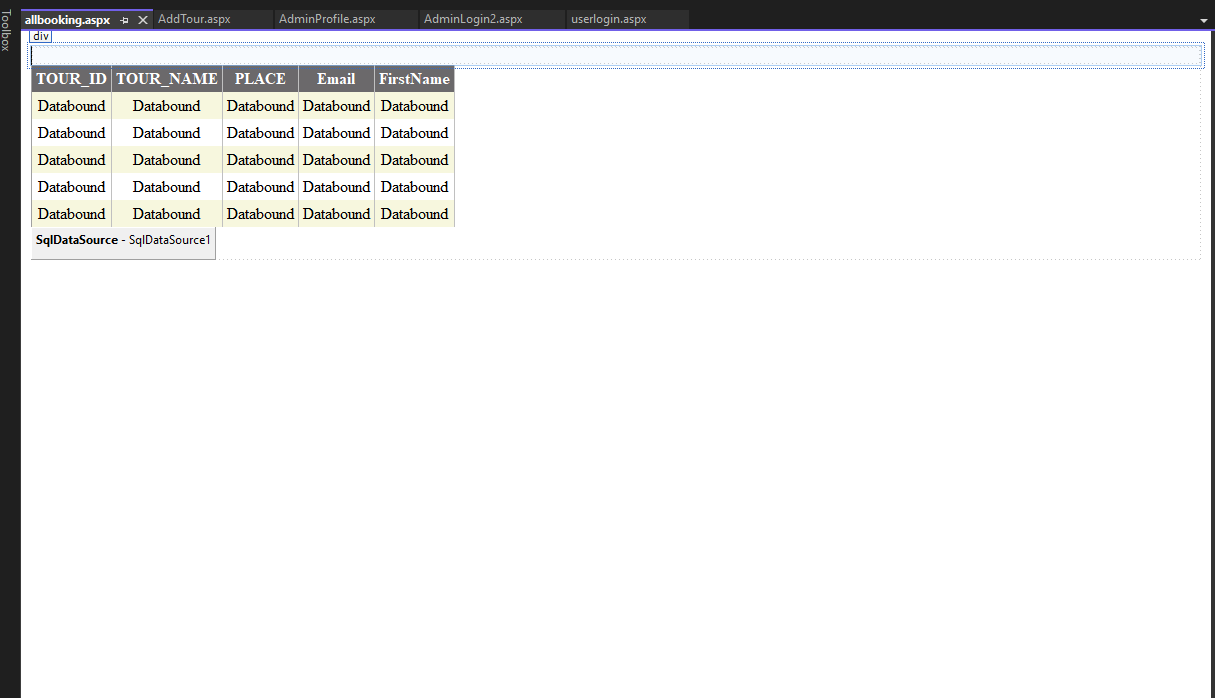 Toolbox
allbooking.aspx AddTour.aspx AdminProfile.aspx AdminLogin2.aspx userlogin.aspx
div
TOUR_ID TOUR_NAME PLACE Email FirstName
Databound Databound Databound Databound Databound
Databound Databound Databound Databound Databound
Databound Databound Databound Databound Databound
Databound Databound Databound Databound Databound
Databound Databound Databound Databound Databound
SqlDataSource - SqlDataSource1